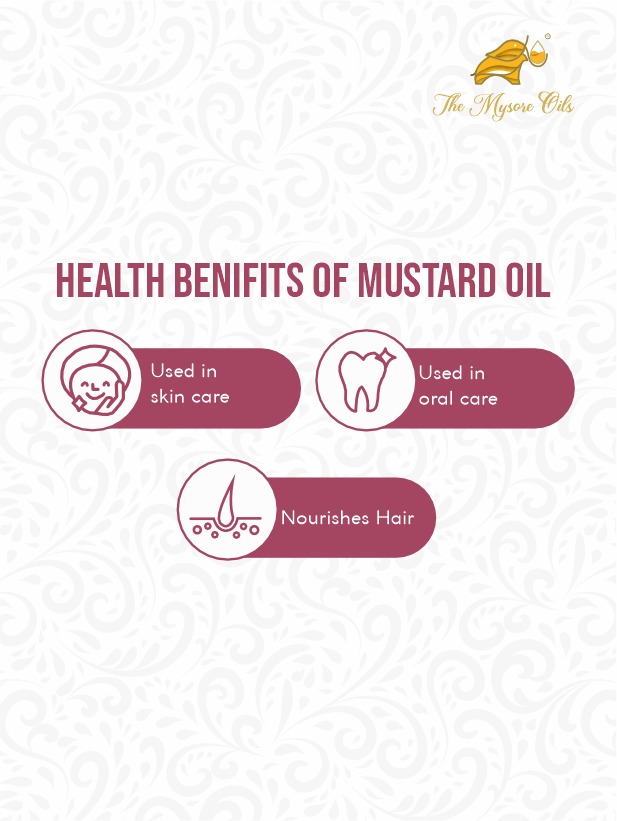 The Mysore Oils
HEALTH BENIFITS OF MUSTARD OIL
Used in
skin care
Used in
oral care
Nourishes Hair